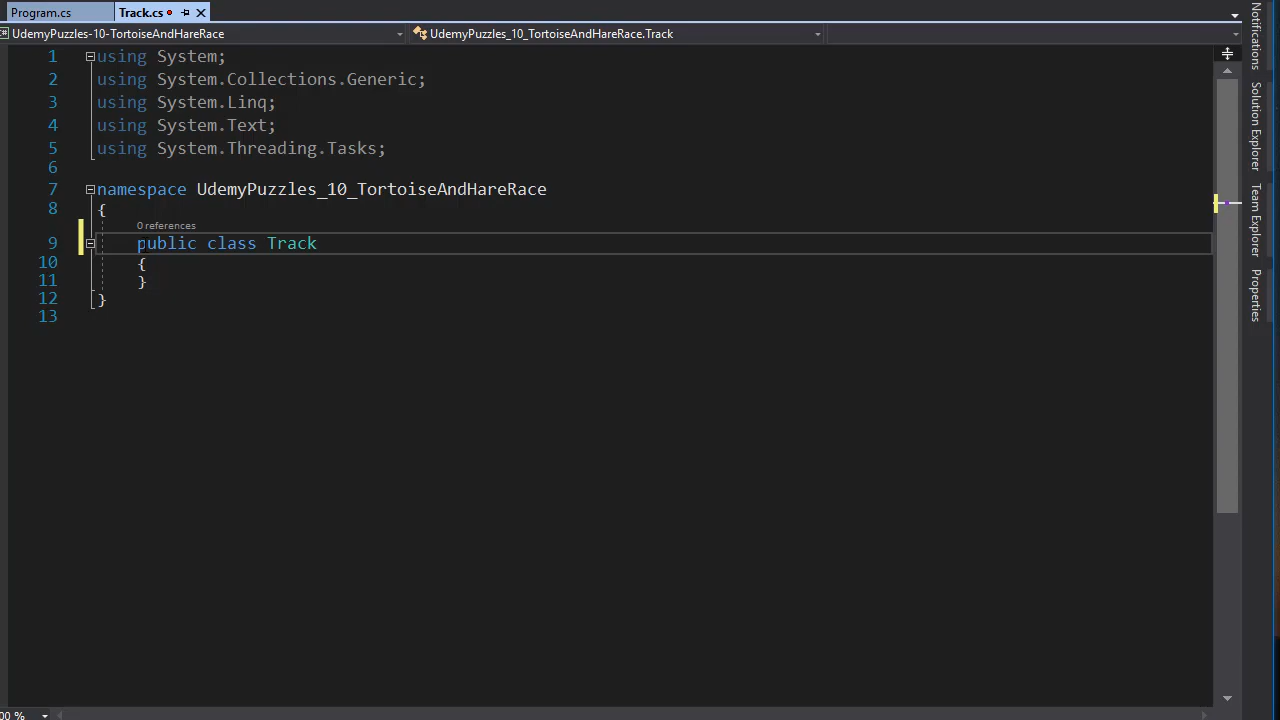 Program.cs
Track.cs
UdemyPuzzles-10-TortoiseAndHareRace
UdemyPuzzles_10_TortoiseAndHareRace.Track
1 using System;
2 using System.Collections.Generic;
3 using System.Linq;
4 using System.Text;
5 using System.Threading.Tasks;
6
7 namespace UdemyPuzzles_10_TortoiseAndHareRace
8 {
0 references
9 public class Track
10 {
11 }
12 }
13
Notifications
Solution Explorer
Team Explorer
Properties
00 %